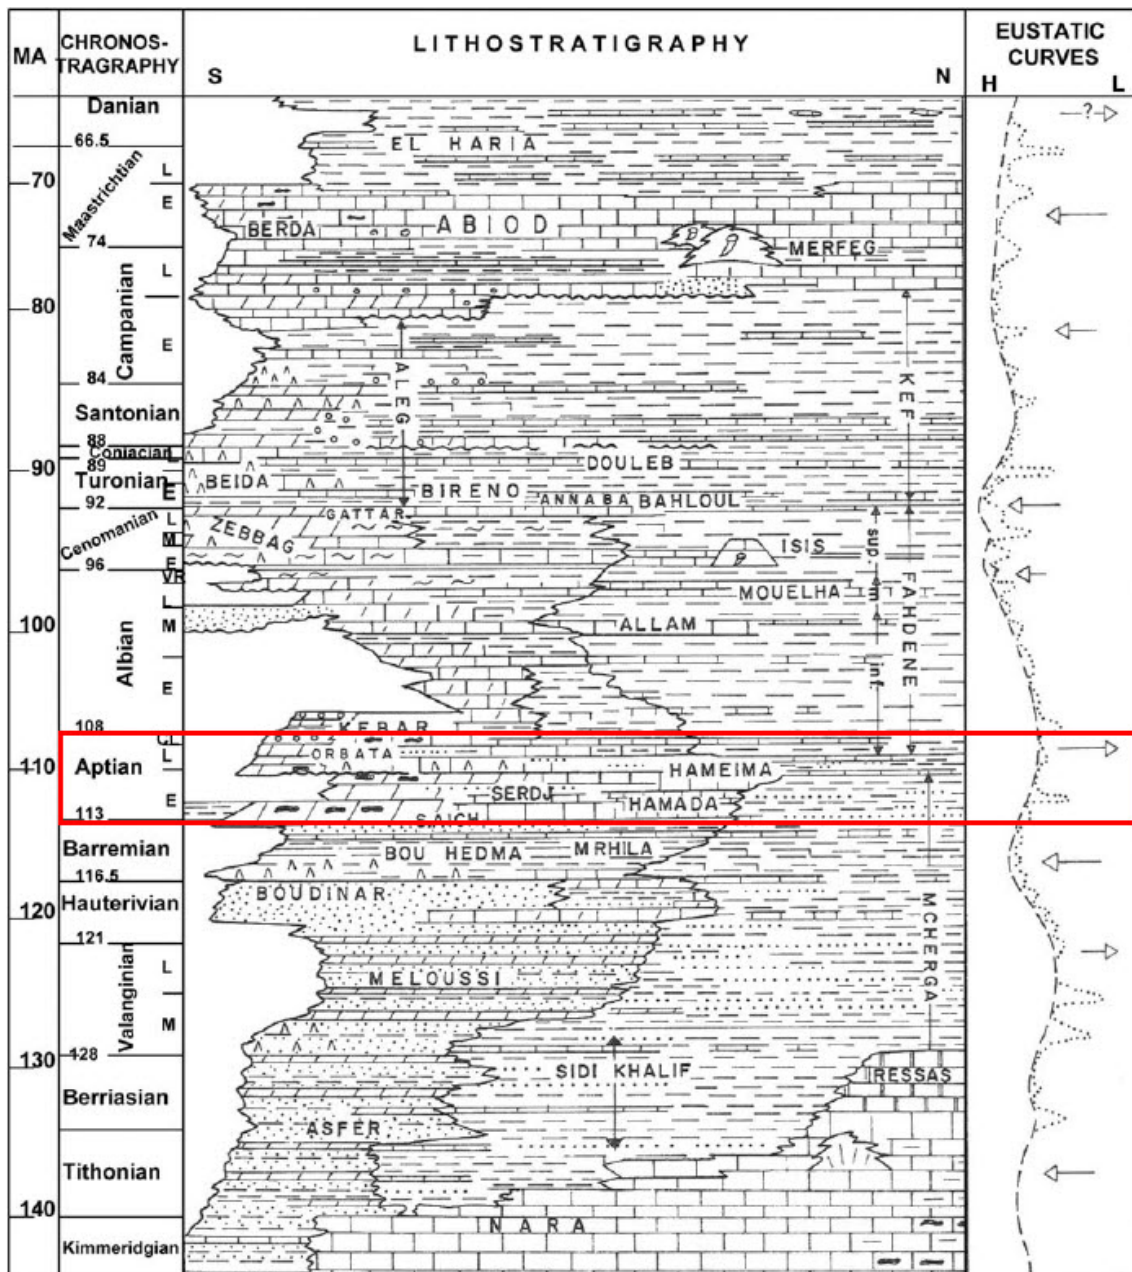 MA
CHRONOS-
TRAGRAPHY
LITHOSTRATIGRAPHY
S
N
EUSTATIC
CURVES
H L
Danian
66.5
EL HARIA
?
L
70
Maastrichtian
E
BERDA
ABIOD
MERFEG
74
L
Campanian
80
E
ALEG
KEF
84
Santonian
88
Coniacian
L
89
DOULEB
90
Turonian
BEIDA
E
BIRENO
ANNABA
BAHLOUL
92
GATTAR
Cenomanian
L
ZEBBAG
M
sup.
ISIS
E
96
VR
m
MOUELHA
FAHDENE
L
100
M
ALLAM
Albian
inf.
E
108
KEBAR
L
ORBATA
Aptian
110
HAMEIMA
E
SERDJ
HAMADA
113
SAICH
Barremian
BOU HEDMA
MRHILA
116.5
Hauterivian
BOUDINAR
120
MCHERGA
121
Valanginian
L
MELOUSSI
M
128
130
SIDI KHALIF
RESSAS
Berriasian
ASFER
Tithonian
140
NARA
Kimmeridgian